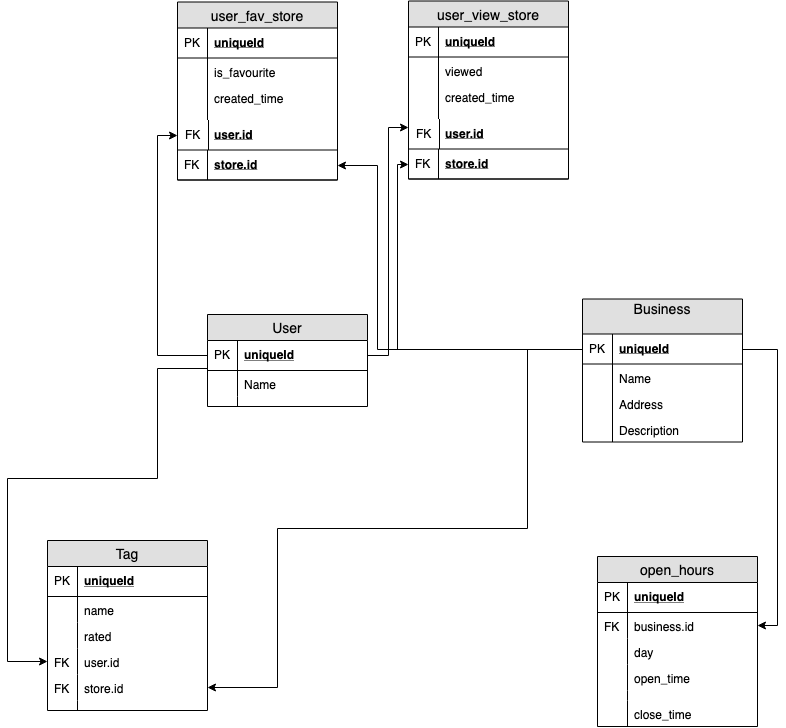 user_fav_store
PK uniqueId
is_favourite
created_time
FK user.id
FK store.id
user_view_store
PK uniqueId
viewed
created_time
FK user.id
FK store.id
User
PK uniqueId
Name
Business
PK uniqueId
Name
Address
Description
Tag
PK uniqueId
name
rated
FK user.id
FK store.id
open_hours
PK uniqueId
FK business.id
day
open_time
close_time